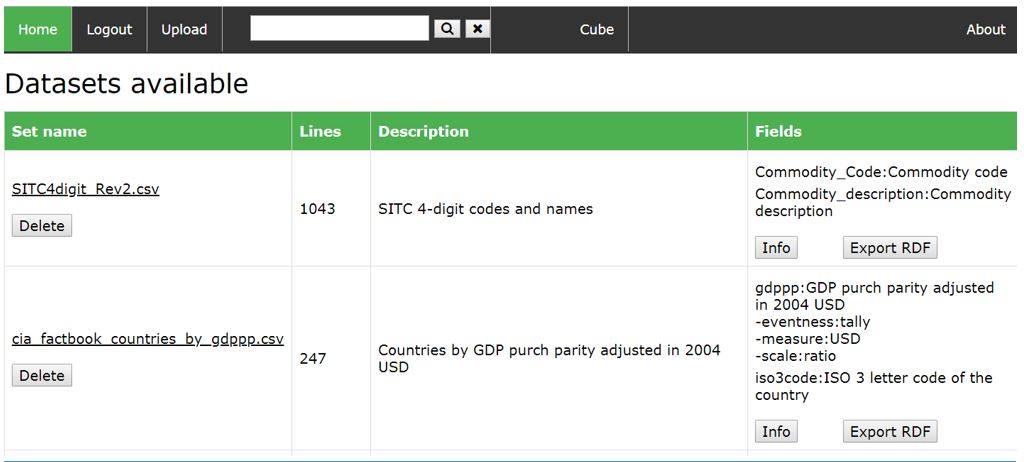 Home Logout Upload Cube About
Datasets available
Set name Lines Description Fields
SITC4digit_Rev2.csv
Delete
1043
SITC 4-digit codes and names
Commodity_Code:Commodity code
Commodity_description:Commodity
description
Info Export RDF
cia_factbook_countries_by_gdppp.csv
Delete
247
Countries by GDP purch parity adjusted in 2004
USD
gdppp:GDP purch parity adjusted
in 2004 USD
-eventness:tally
-measure:USD
-scale:ratio
iso3code:ISO 3 letter code of the
country
Info Export RDF